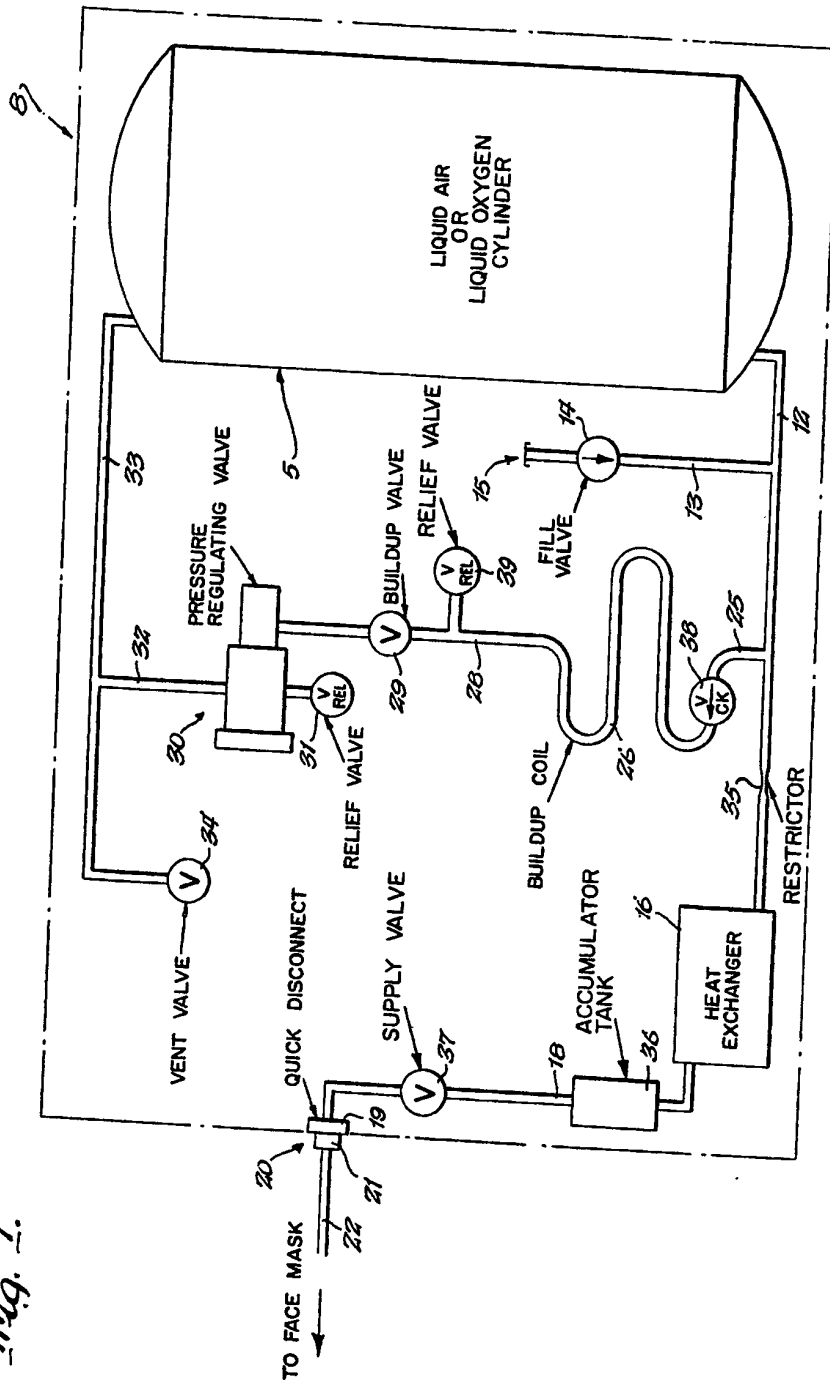 Fig. 1.
8
LIQUID AIR
OR
LIQUID OXYGEN
CYLINDER
5
33
PRESSURE
REGULATING VALVE
32
30
31
V
REL
RELIEF VALVE
V
34
VENT VALVE
BUILDUP VALVE
V
29
RELIEF VALVE
V
REL
39
28
15
14
FILL
VALVE
13
12
BUILDUP COIL
26
38
V
CK
25
35
RESTRICTOR
16
HEAT
EXCHANGER
ACCUMULATOR
TANK
36
18
SUPPLY VALVE
V
37
QUICK DISCONNECT
19
20
21
22
TO FACE MASK